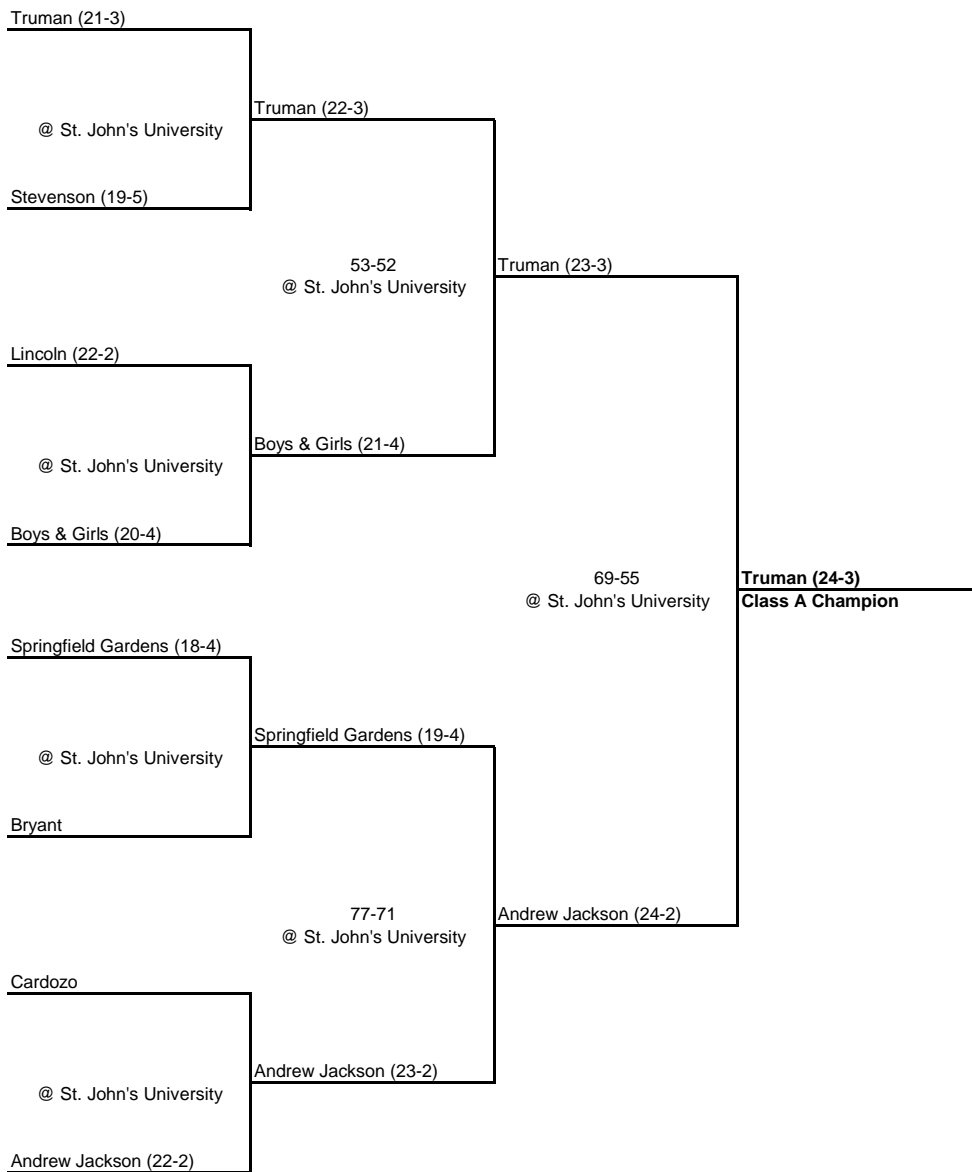 Truman (21-3)
Truman (22-3)
@ St. John's University
Stevenson (19-5)
53-52
@ St. John's University
Truman (23-3)
Lincoln (22-2)
Boys & Girls (21-4)
@ St. John's University
Boys & Girls (20-4)
69-55
@ St. John's University
Truman (24-3)
Class A Champion
Springfield Gardens (18-4)
Springfield Gardens (19-4)
@ St. John's University
Bryant
77-71
@ St. John's University
Andrew Jackson (24-2)
Cardozo
Andrew Jackson (23-2)
@ St. John's University
Andrew Jackson (22-2)